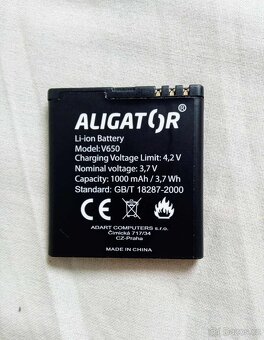 ALIGATOR®
Li-ion Battery
Model: V650
Charging Voltage Limit: 4,2 V
Nominal voltage: 3,7 V
Capacity: 1000 mAh / 3,7 Wh
Standard: GB/T 18287-2000
CE
ADART COMPUTERS s.r.o.
Čimická 717/34
CZ-Praha
MADE IN CHINA